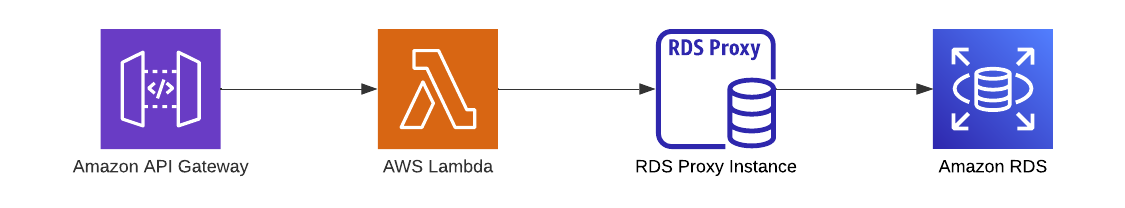 RDS Proxy
</>
Amazon API Gateway
AWS Lambda
RDS Proxy Instance
Amazon RDS